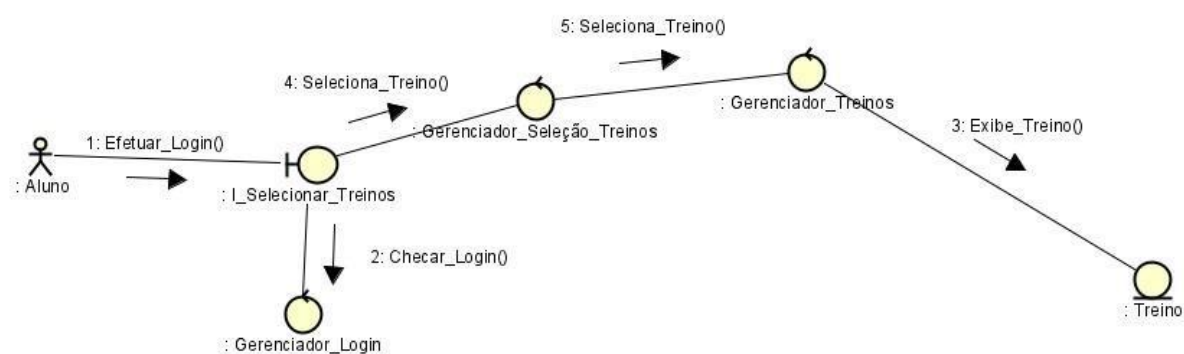 5: Seleciona_Treino()
4: Seleciona_Treino()
: Gerenciador_Treinos
: Gerenciador_Seleção_Treinos
3: Exibe_Treino()
1: Efetuar_Login()
: Aluno
: I_Selecionar_Treinos
2: Checar_Login()
: Treino
: Gerenciador_Login